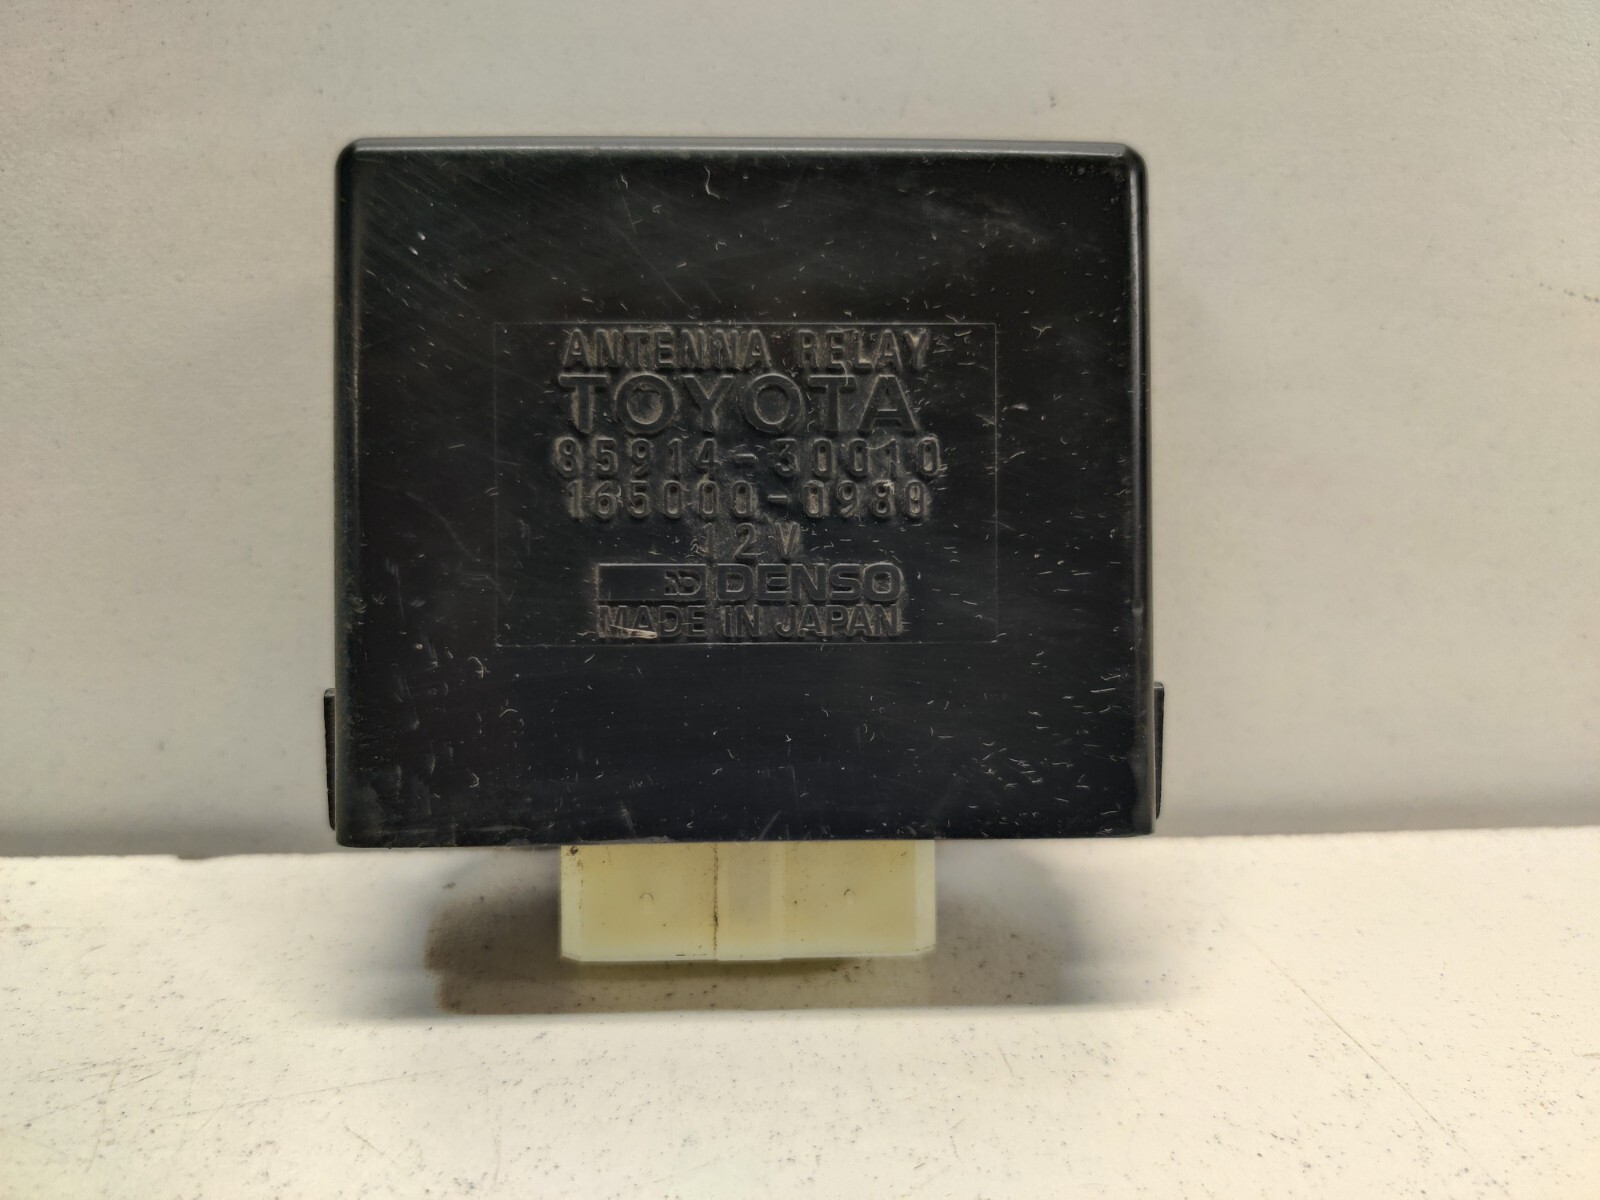 ANTENNA RELAY
TOYOTA
85914-30010
165000-0980
12V
DENSO
MADE IN JAPAN